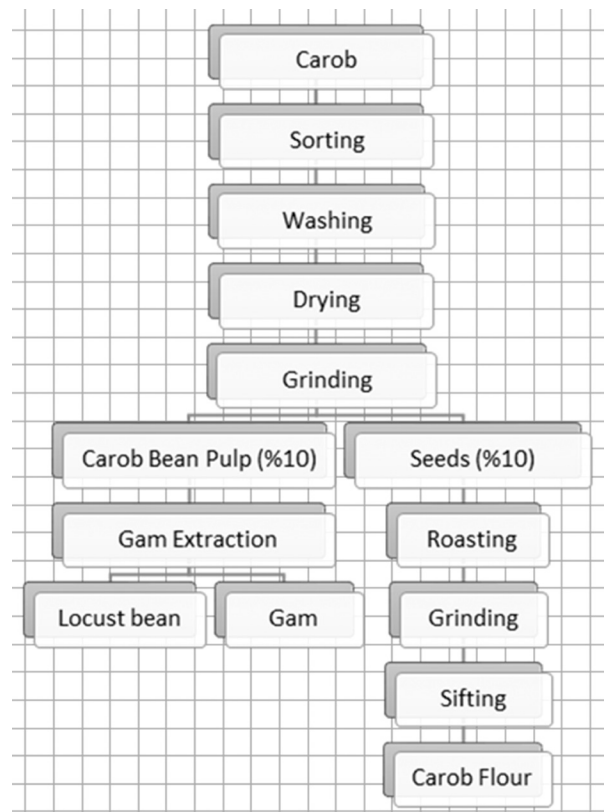 Carob
Sorting
Washing
Drying
Grinding
Carob Bean Pulp (%10)
Seeds (%10)
Gam Extraction
Roasting
Locust bean
Gam
Grinding
Sifting
Carob Flour